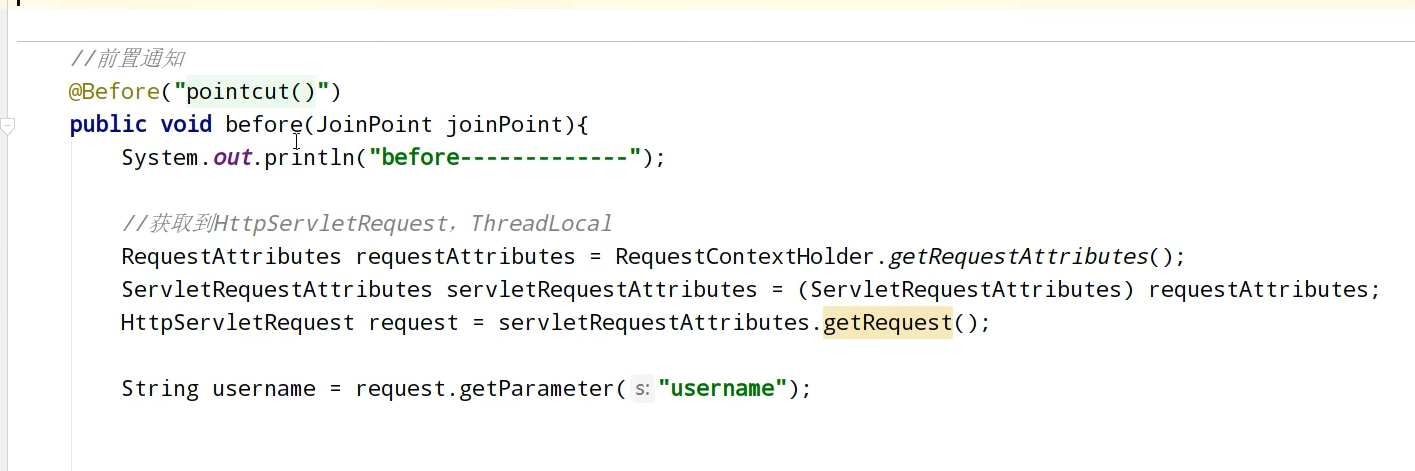 //前置通知
@Before("pointcut()")
public void before(JoinPoint joinPoint){
System.out.println("before-------------");
//获取到HttpServletRequest，ThreadLocal
RequestAttributes requestAttributes = RequestContextHolder.getRequestAttributes();
ServletRequestAttributes servletRequestAttributes = (ServletRequestAttributes) requestAttributes;
HttpServletRequest request = servletRequestAttributes.getRequest();
String username = request.getParameter( s: "username");